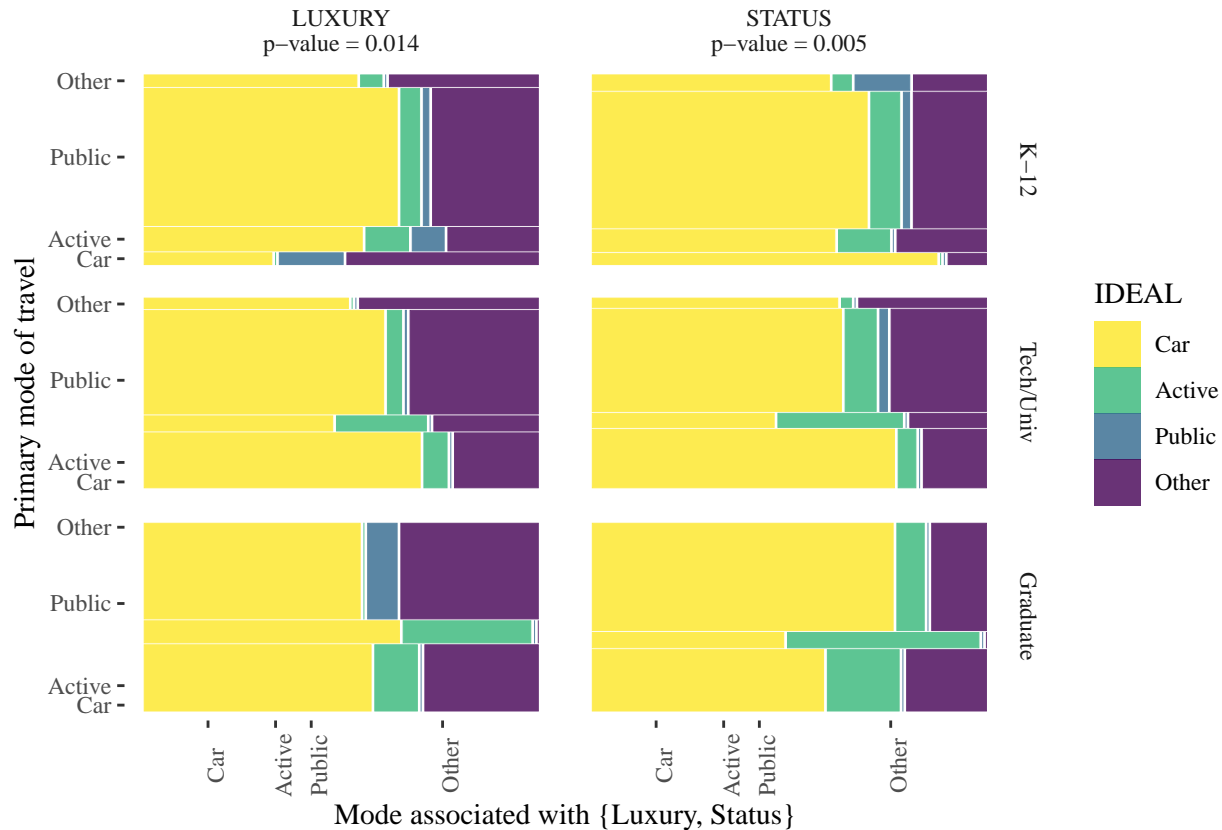 LUXURY
p−value = 0.014
STATUS
p−value = 0.005
Primary mode of travel
Other
Public
Active
Car
K−12
Other
Public
Active
Car
Tech/Univ
Other
Public
Active
Car
Graduate
Car
Active
Public
Other
Car
Active
Public
Other
Mode associated with {Luxury, Status}
IDEAL
Car
Active
Public
Other